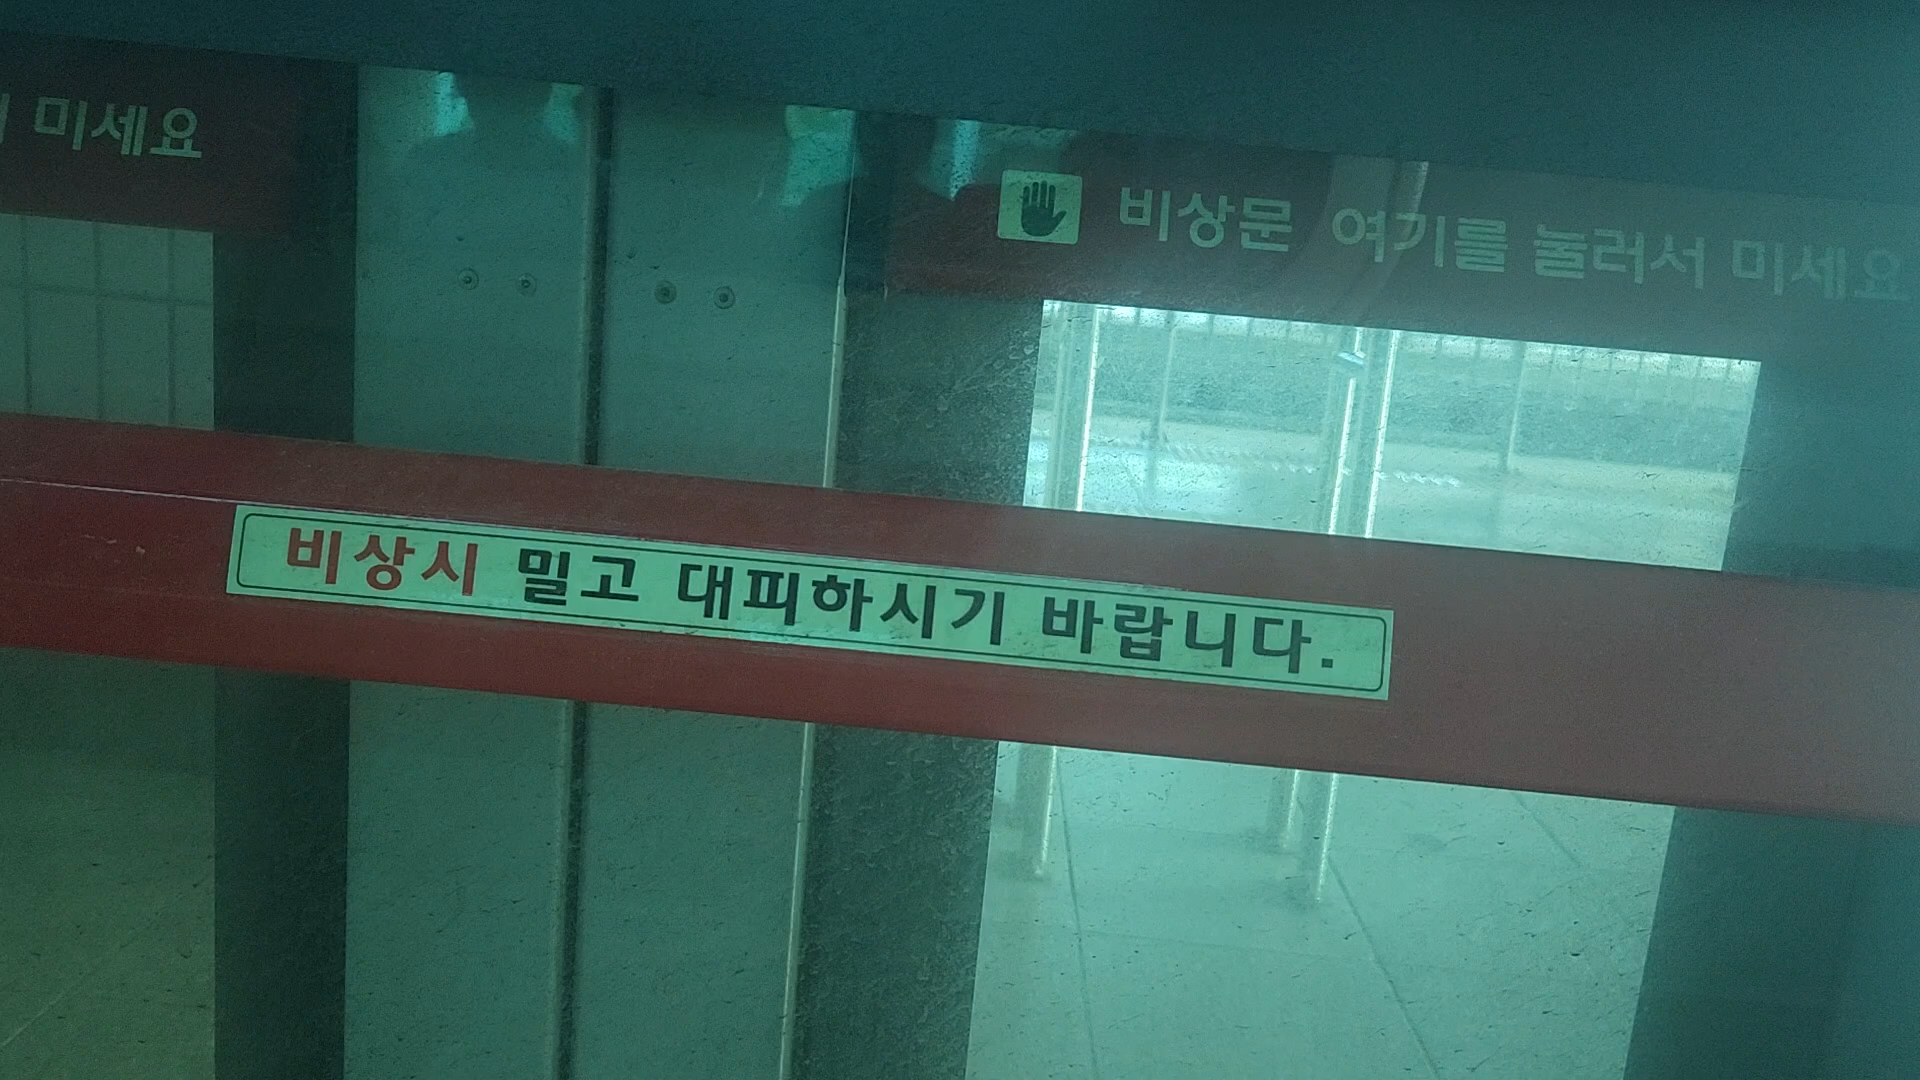 미세요
비상문 여기를 눌러서 미세요
비상시 밀고 대피하시기 바랍니다.